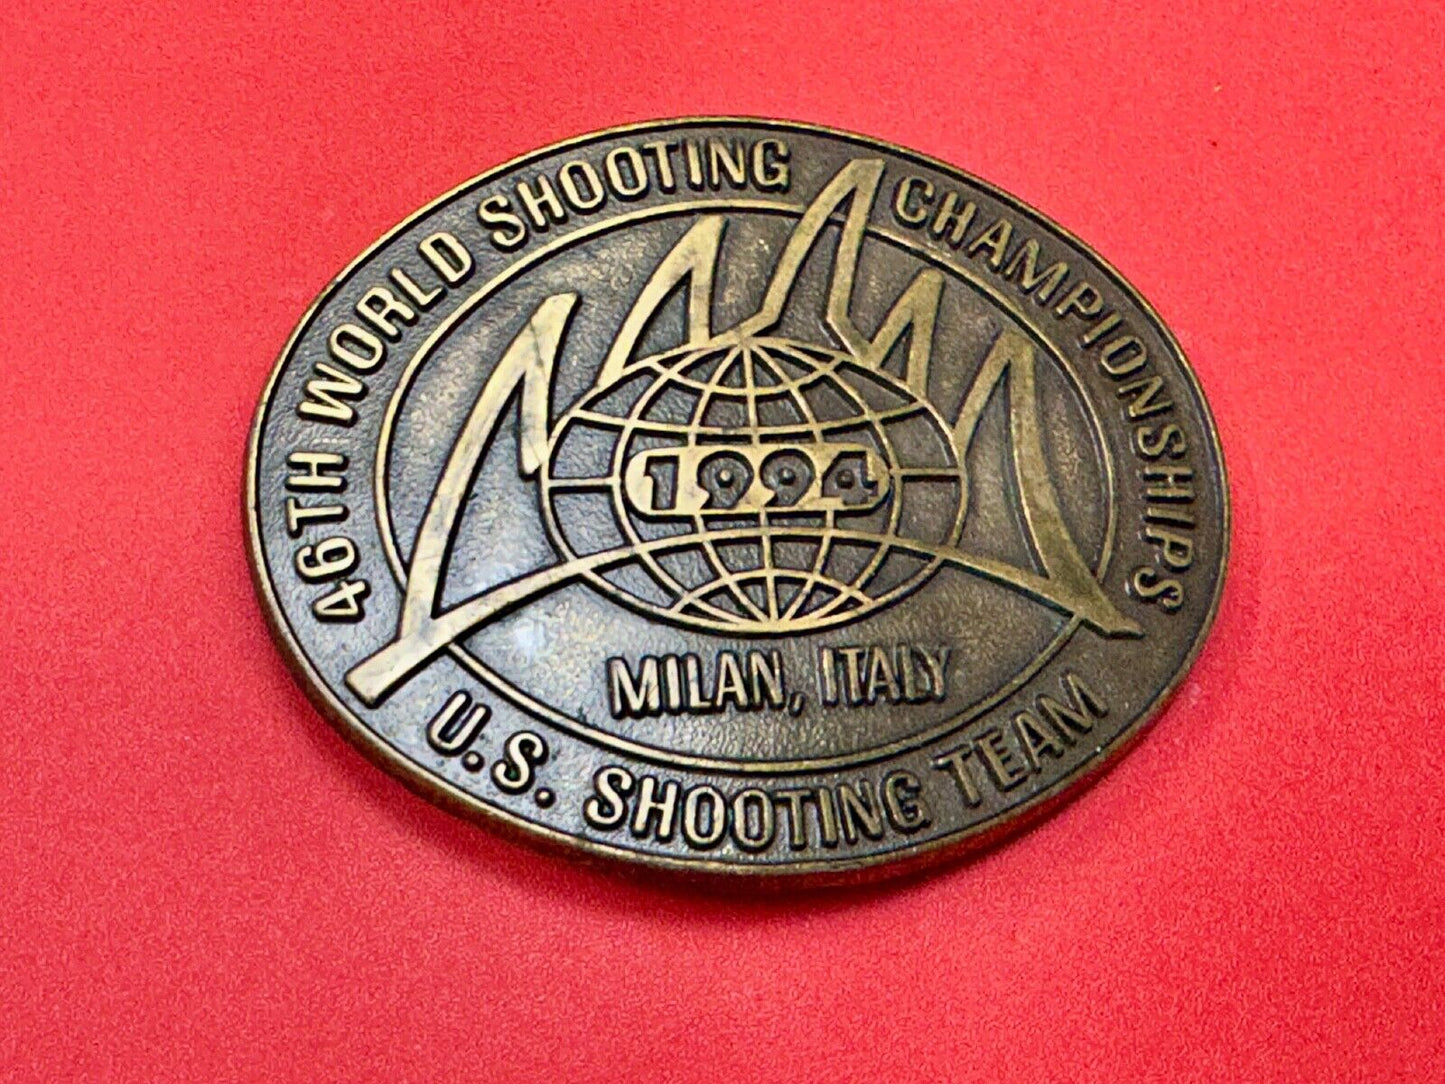 46TH WORLD SHOOTING CHAMPIONSHIPS
1994
MILAN, ITALY
U.S. SHOOTING TEAM